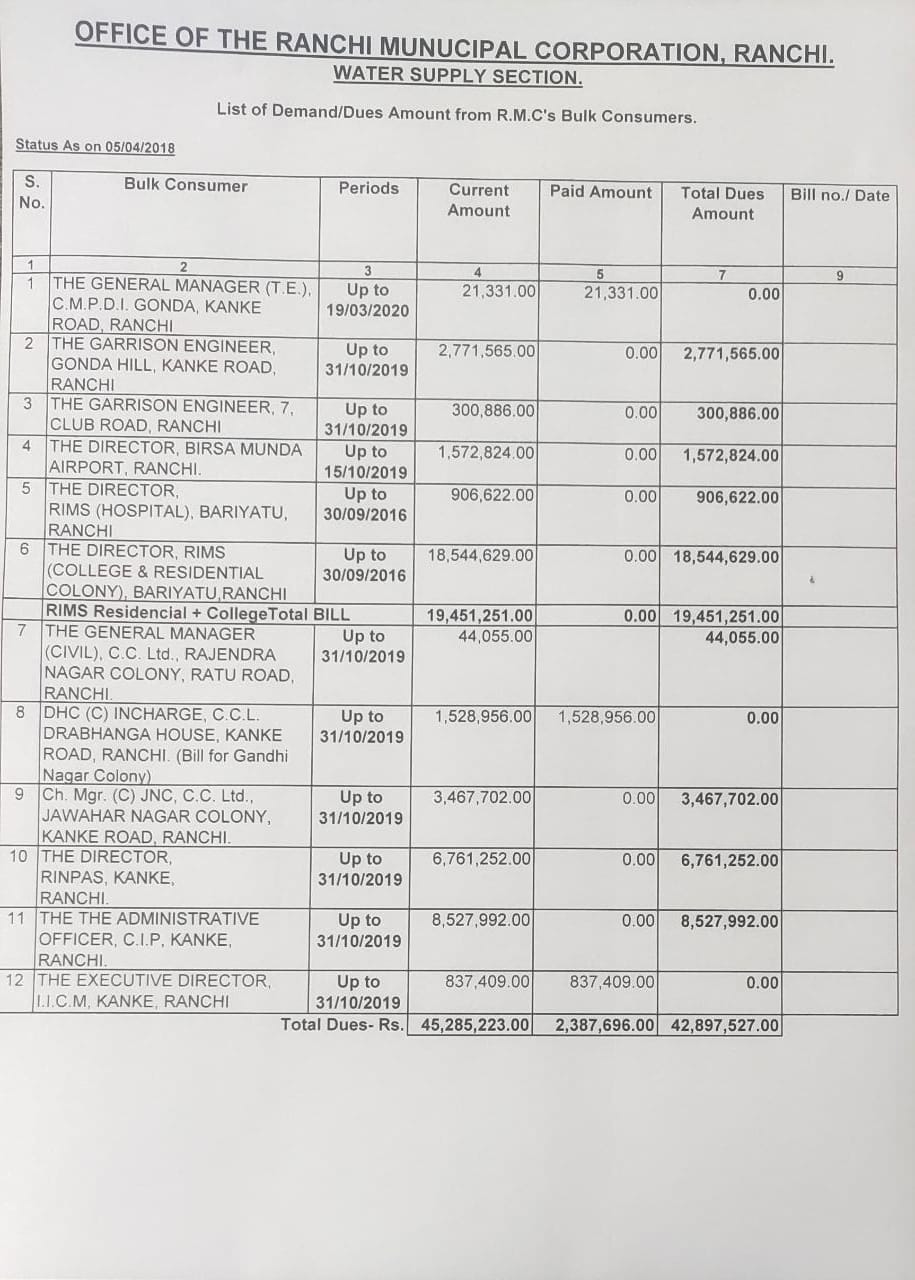 OFFICE OF THE RANCHI MUNUCIPAL CORPORATION, RANCHI.
WATER SUPPLY SECTION.
List of Demand/Dues Amount from R.M.C's Bulk Consumers.
Status As on 05/04/2018
S. No. Bulk Consumer Periods Current Amount Paid Amount Total Dues Amount Bill no./ Date
1 2 3 4 5 7 9
1 THE GENERAL MANAGER (T.E.), Up to 21,331.00 21,331.00 0.00
C.M.P.D.I. GONDA, KANKE 19/03/2020
ROAD, RANCHI
2 THE GARRISON ENGINEER, Up to 2,771,565.00 0.00 2,771,565.00
GONDA HILL, KANKE ROAD, 31/10/2019
RANCHI
3 THE GARRISON ENGINEER, 7, Up to 300,886.00 0.00 300,886.00
CLUB ROAD, RANCHI 31/10/2019
4 THE DIRECTOR, BIRSA MUNDA Up to 1,572,824.00 0.00 1,572,824.00
AIRPORT, RANCHI. 15/10/2019
5 THE DIRECTOR, Up to 906,622.00 0.00 906,622.00
RIMS (HOSPITAL), BARIYATU, 30/09/2016
RANCHI
6 THE DIRECTOR, RIMS Up to 18,544,629.00 0.00 18,544,629.00
(COLLEGE & RESIDENTIAL 30/09/2016
COLONY), BARIYATU,RANCHI
RIMS Residencial + CollegeTotal BILL 19,451,251.00 0.00 19,451,251.00
7 THE GENERAL MANAGER Up to 44,055.00 44,055.00
(CIVIL), C.C. Ltd., RAJENDRA 31/10/2019
NAGAR COLONY, RATU ROAD,
RANCHI.
8 DHC (C) INCHARGE, C.C.L. Up to 1,528,956.00 1,528,956.00 0.00
DRABHANGA HOUSE, KANKE 31/10/2019
ROAD, RANCHI. (Bill for Gandhi
Nagar Colony)
9 Ch. Mgr. (C) JNC, C.C. Ltd., Up to 3,467,702.00 0.00 3,467,702.00
JAWAHAR NAGAR COLONY, 31/10/2019
KANKE ROAD, RANCHI.
10 THE DIRECTOR, Up to 6,761,252.00 0.00 6,761,252.00
RINPAS, KANKE, 31/10/2019
RANCHI.
11 THE THE ADMINISTRATIVE Up to 8,527,992.00 0.00 8,527,992.00
OFFICER, C.I.P, KANKE, 31/10/2019
RANCHI.
12 THE EXECUTIVE DIRECTOR, Up to 837,409.00 837,409.00 0.00
I.I.C.M, KANKE, RANCHI 31/10/2019
Total Dues- Rs. 45,285,223.00 2,387,696.00 42,897,527.00